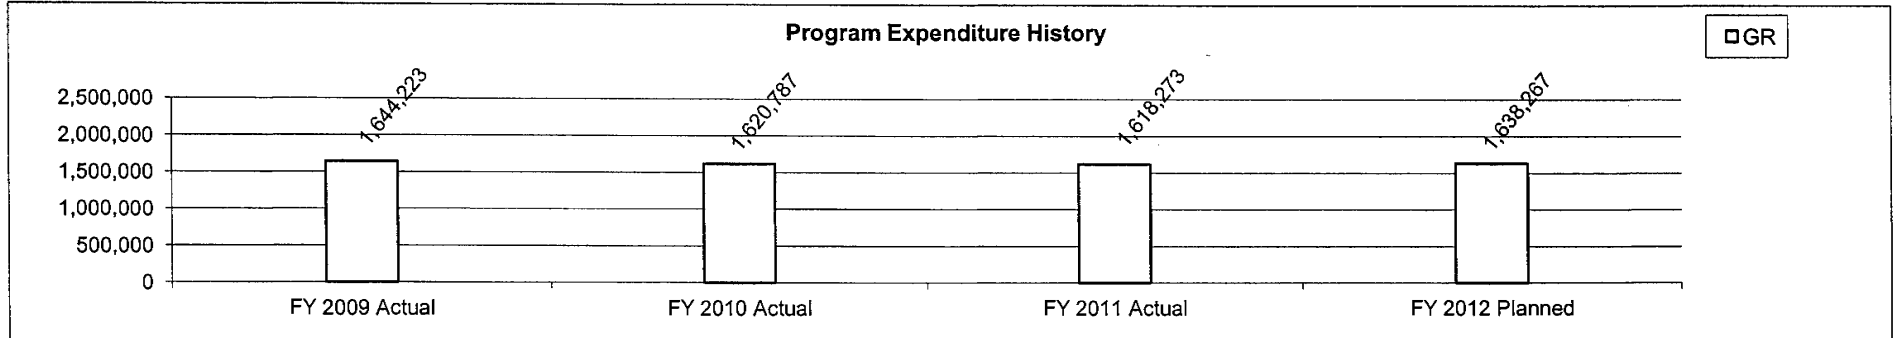 Program Expenditure History
GR
2,500,000
2,000,000
1,500,000
1,000,000
500,000
0
1,644,223
1,620,787
1,618,273
1,638,267
FY 2009 Actual
FY 2010 Actual
FY 2011 Actual
FY 2012 Planned